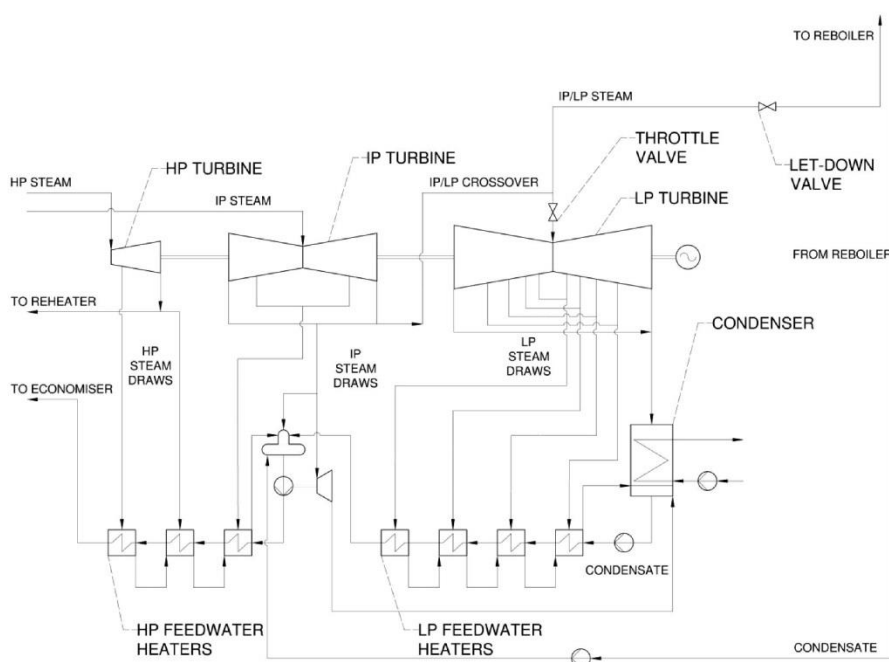 TO REBOILER
IP/LP STEAM
THROTTLE
VALVE
LET-DOWN
VALVE
HP TURBINE
IP TURBINE
IP/LP CROSSOVER
LP TURBINE
HP STEAM
IP STEAM
FROM REBOILER
TO REHEATER
CONDENSER
HP
STEAM
DRAWS
IP
STEAM
DRAWS
LP
STEAM
DRAWS
TO ECONOMISER
CONDENSATE
HP FEEDWATER
HEATERS
LP FEEDWATER
HEATERS
CONDENSATE